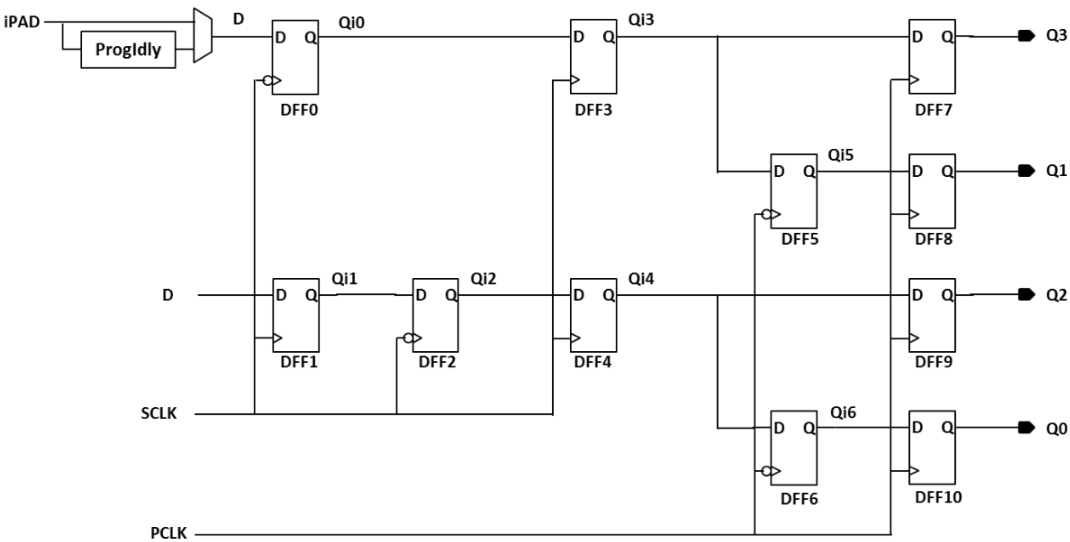 iPAD
D
Qi0
Qi3
D Q
D Q
D Q
Q3
ProgIdly
DFF0
DFF3
DFF7
Qi5
D Q
D Q
Q1
DFF5
DFF8
Qi1
Qi2
Qi4
D
D Q
D Q
D Q
D Q
Q2
DFF1
DFF2
DFF4
DFF9
SCLK
Qi6
D Q
D Q
Q0
DFF6
DFF10
PCLK